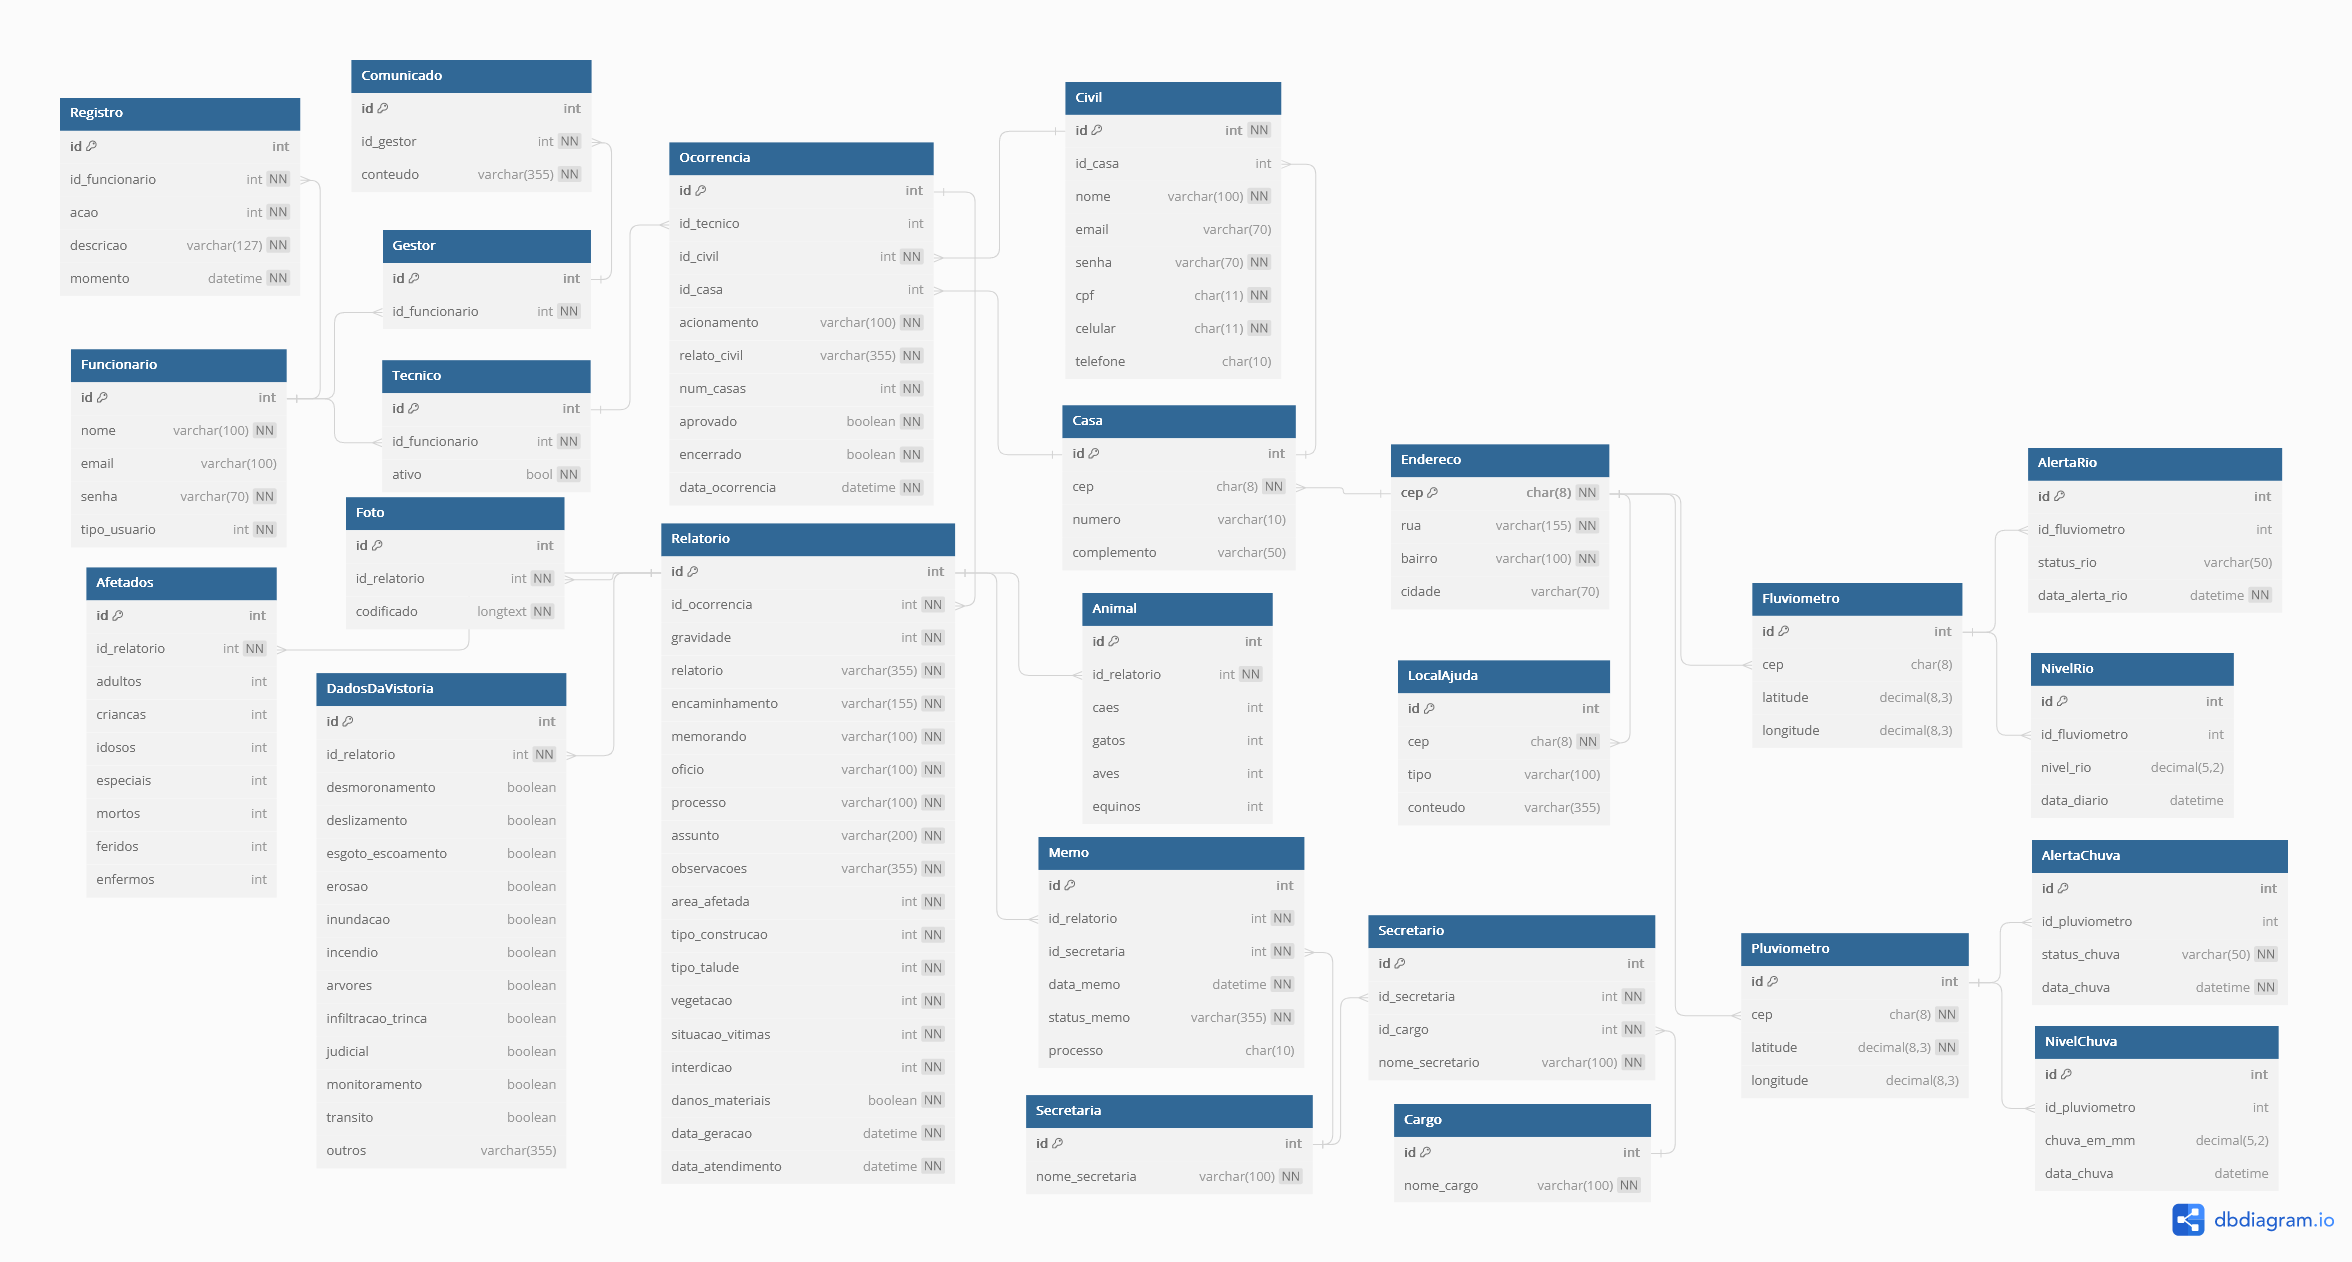 Registro
id int
id_funcionario int NN
acao int NN
descricao varchar(127) NN
momento datetime NN
Comunicado
id int
id_gestor int NN
conteudo varchar(355) NN
Gestor
id int
id_funcionario int NN
Funcionario
id int
nome varchar(100) NN
email varchar(100)
senha varchar(70) NN
tipo_usuario int NN
Tecnico
id int
id_funcionario int NN
ativo bool NN
Foto
id int
id_relatorio int NN
codificado longtext NN
Afetados
id int
id_relatorio int NN
adultos int
criancas int
idosos int
especiais int
mortos int
feridos int
enfermos int
DadosDaVistoria
id int
id_relatorio int NN
desmoronamento boolean
deslizamento boolean
esgoto_escoamento boolean
erosao boolean
inundacao boolean
incendio boolean
arvores boolean
infiltracao_trinca boolean
judicial boolean
monitoramento boolean
transito boolean
outros varchar(355)
Ocorrencia
id int
id_tecnico int
id_civil int NN
id_casa int
acionamento varchar(100) NN
relato_civil varchar(355) NN
num_casas int NN
aprovado boolean NN
encerrado boolean NN
data_ocorrencia datetime NN
Relatorio
id int
id_ocorrencia int NN
gravidade int NN
relatorio varchar(355) NN
encaminhamento varchar(155) NN
memorando varchar(100) NN
oficio varchar(100) NN
processo varchar(100) NN
assunto varchar(200) NN
observacoes varchar(355) NN
area_afetada int NN
tipo_construcao int NN
tipo_talude int NN
vegetacao int NN
situacao_vitimas int NN
interdicao int NN
danos_materiais boolean NN
data_geracao datetime NN
data_atendimento datetime NN
Civil
id int NN
id_casa int
nome varchar(100) NN
email varchar(70)
senha varchar(70) NN
cpf char(11) NN
celular char(11) NN
telefone char(10)
Casa
id int
cep char(8) NN
numero varchar(10)
complemento varchar(50)
Animal
id int
id_relatorio int NN
caes int
gatos int
aves int
equinos int
Memo
id int
id_relatorio int NN
id_secretaria int NN
data_memo datetime NN
status_memo varchar(355) NN
processo char(10)
Secretaria
id int
nome_secretaria varchar(100) NN
Endereco
cep char(8) NN
rua varchar(155) NN
bairro varchar(100) NN
cidade varchar(70)
LocalAjuda
id int
cep char(8) NN
tipo varchar(100)
conteudo varchar(355)
Secretario
id int
id_secretaria int NN
id_cargo int NN
nome_secretario varchar(100) NN
Cargo
id int
nome_cargo varchar(100) NN
Fluviometro
id int
cep char(8)
latitude decimal(8,3)
longitude decimal(8,3)
Pluviometro
id int
cep char(8) NN
latitude decimal(8,3) NN
longitude decimal(8,3)
AlertaRio
id int
id_fluviometro int
status_rio varchar(50)
data_alerta_rio datetime NN
NivelRio
id int
id_fluviometro int
nivel_rio decimal(5,2)
data_diario datetime
AlertaChuva
id int
id_pluviometro int
status_chuva varchar(50) NN
data_chuva datetime NN
NivelChuva
id int
id_pluviometro int
chuva_em_mm decimal(5,2)
data_chuva datetime
dbdiagram.io